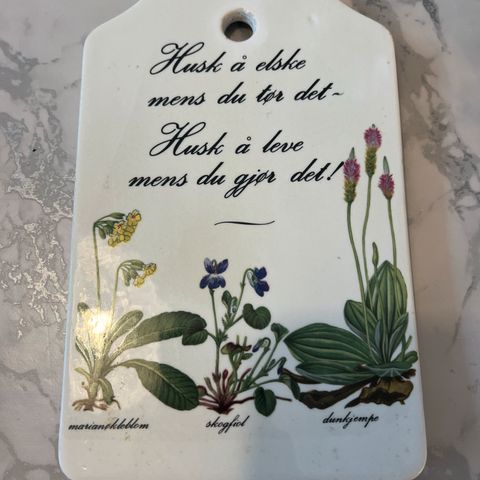 Husk å elske
mens du tør det~
Husk å leve
mens du gjør det!
marianøkleblom
skogfiol
dunkjempe